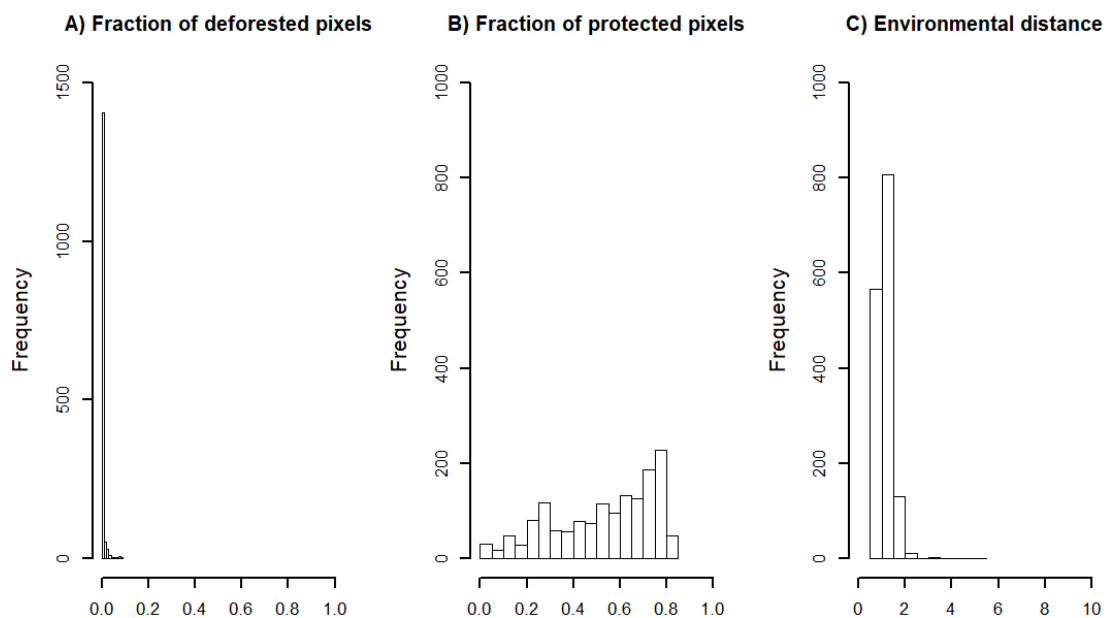 A) Fraction of deforested pixels
Frequency
0
500
1000
1500
0.0 0.2 0.4 0.6 0.8 1.0
B) Fraction of protected pixels
Frequency
0
200
400
600
800
1000
0.0 0.2 0.4 0.6 0.8 1.0
C) Environmental distance
Frequency
0
200
400
600
800
1000
0 2 4 6 8 10